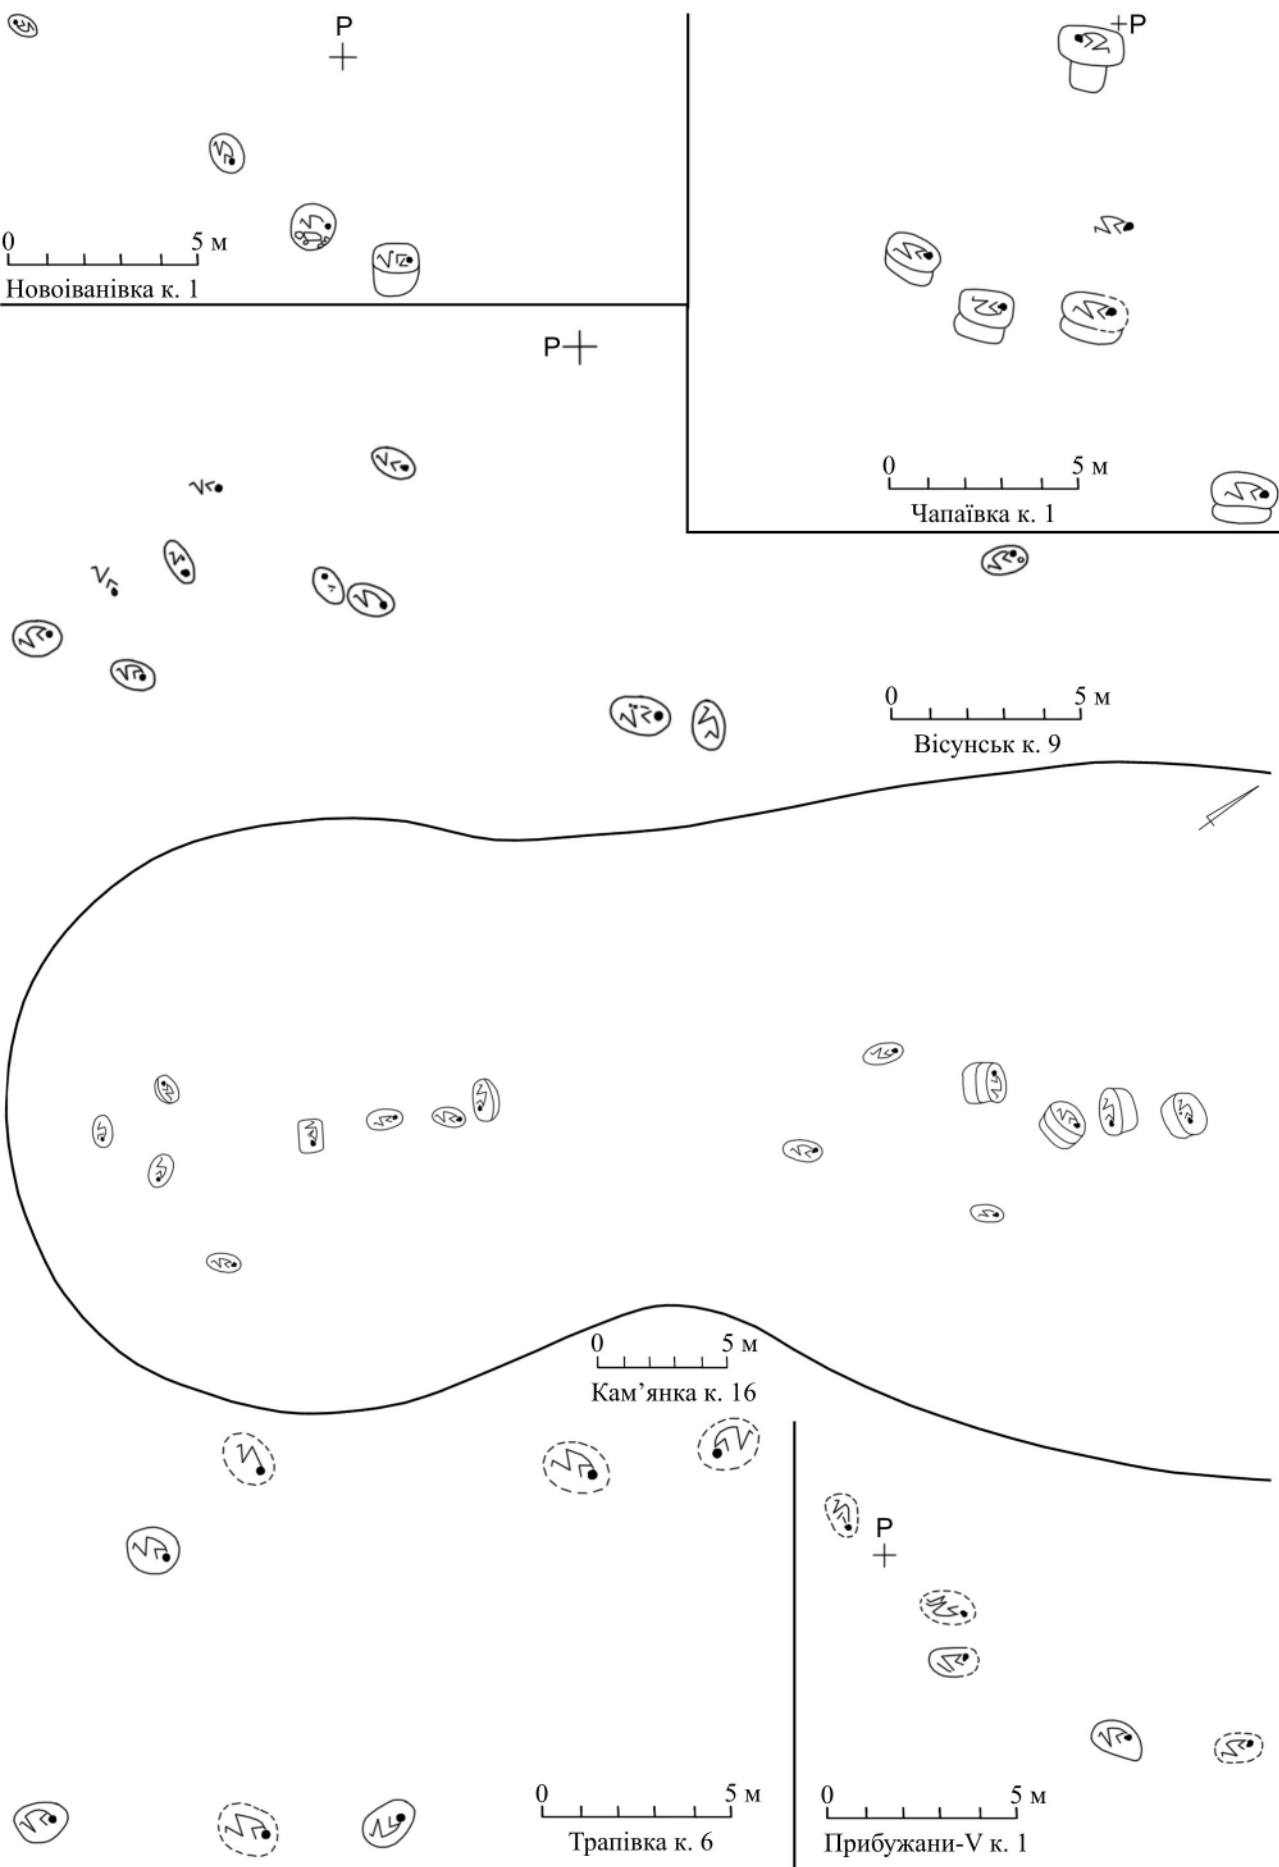 Р
0 5 м
Новоіванівка к. 1
Р
0 5 м
Чапаївка к. 1
Р
0 5 м
Вісунськ к. 9
0 5 м
Кам’янка к. 16
0 5 м
Трапівка к. 6
Р
0 5 м
Прибужани-V к. 1